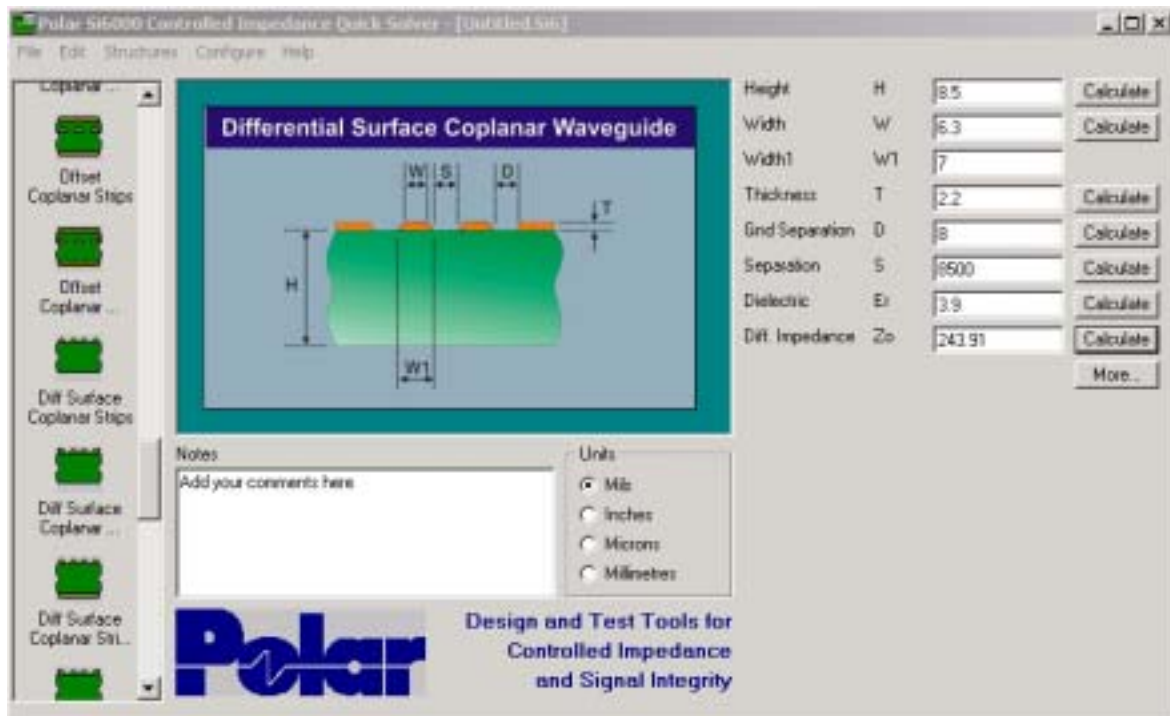 Polar Si6000 Controlled Impedance Quick Solver - [Untitled.Si6]
File Edit Structures Configure Help
Coplanar ...
Offset
Coplanar Strips
Offset
Coplanar ...
Diff Surface
Coplanar Strips
Diff Surface
Coplanar ...
Diff Surface
Coplanar Stri...
Differential Surface Coplanar Waveguide
W S D
T
H
W1
Height H 8.5 Calculate
Width W 6.3 Calculate
Width1 W1 7
Thickness T 2.2 Calculate
Gnd Separation D 8 Calculate
Separation S 8500 Calculate
Dielectric Er 3.9 Calculate
Diff. Impedance Zo 243.91 Calculate
More...
Notes
Add your comments here
Units
Mils
Inches
Microns
Millimetres
Polar
Design and Test Tools for
Controlled Impedance
and Signal Integrity